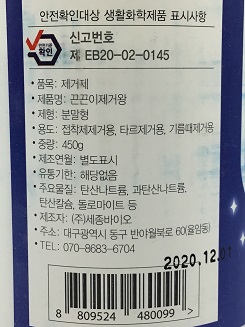 안전확인대상 생활화학제품 표시사항
확인
신고번호
제 EB20-02-0145
• 품목: 제거제
• 제품명: 끈끈이제거왕
• 제형: 분말형
• 용도: 접착제제거용, 타르제거용, 기름때제거용
• 중량: 450g
• 제조연월: 별도표시
• 유통기한: 해당없음
• 주요물질: 탄산나트륨, 과탄산나트륨,
탄산칼슘, 돌로마이트 등
• 제조자: (주)세종바이오
• 주소: 대구광역시 동구 반야월북로 60(율암동)
• TEL: 070-8683-6704
2020.12.01
8 809524 480099 >